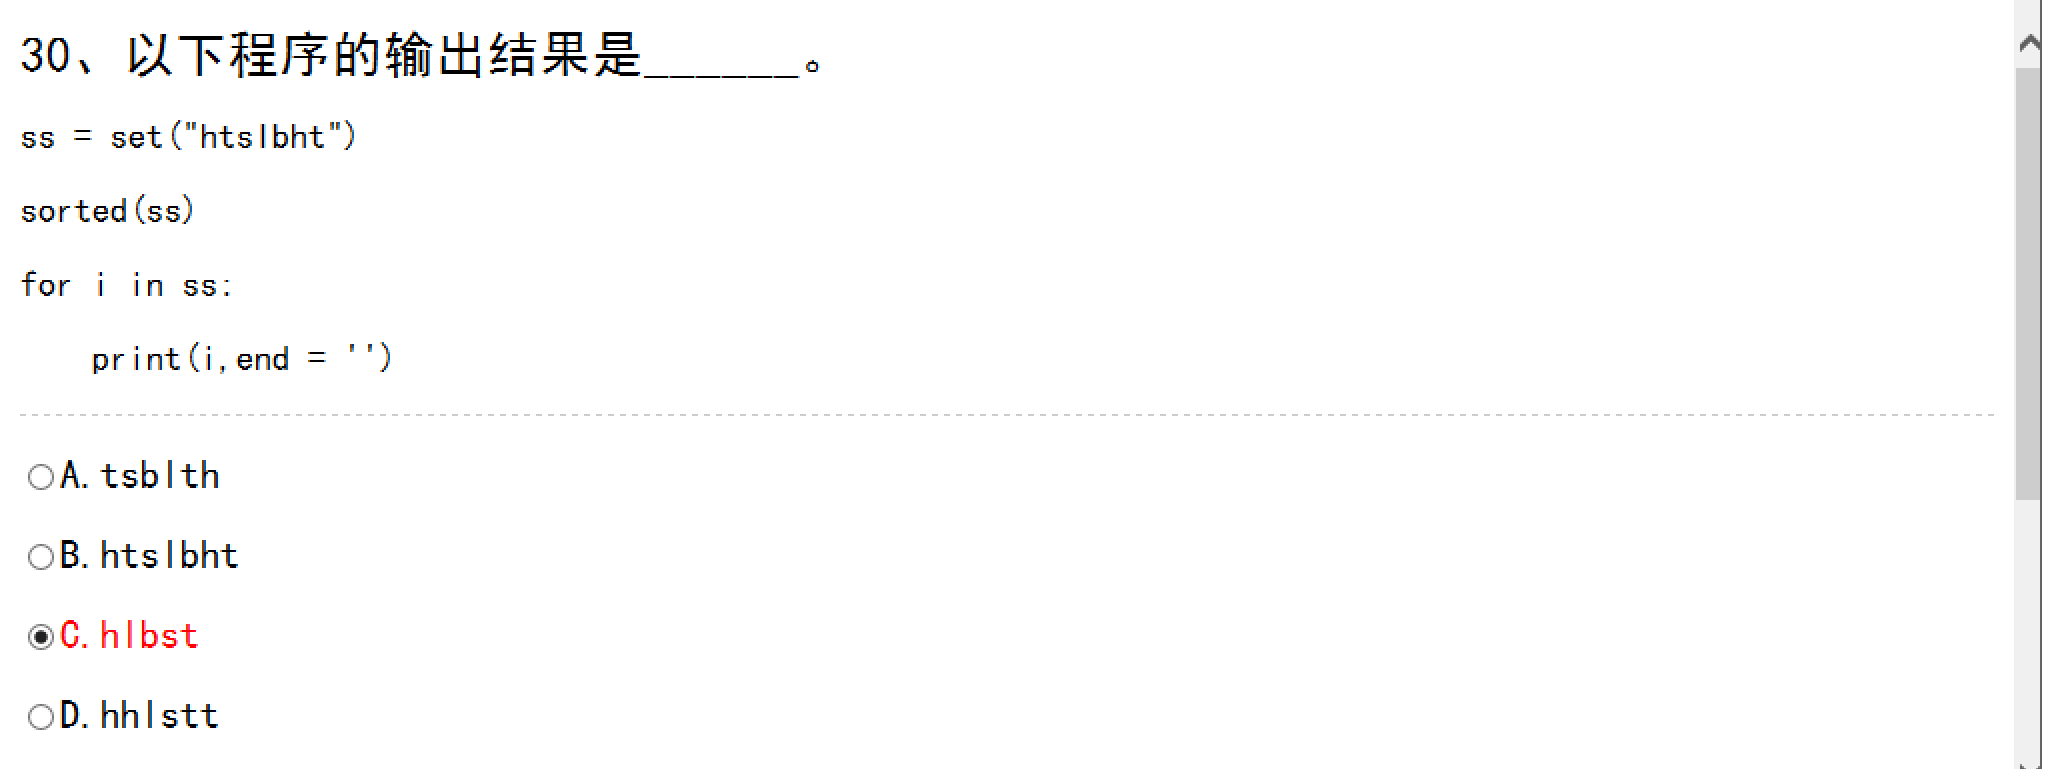 30、以下程序的输出结果是______。
ss = set("htslbht")
sorted(ss)
for i in ss:
    print(i,end = '')
A. tsblth
B. htslbht
C. hlbst
D. hhlstt